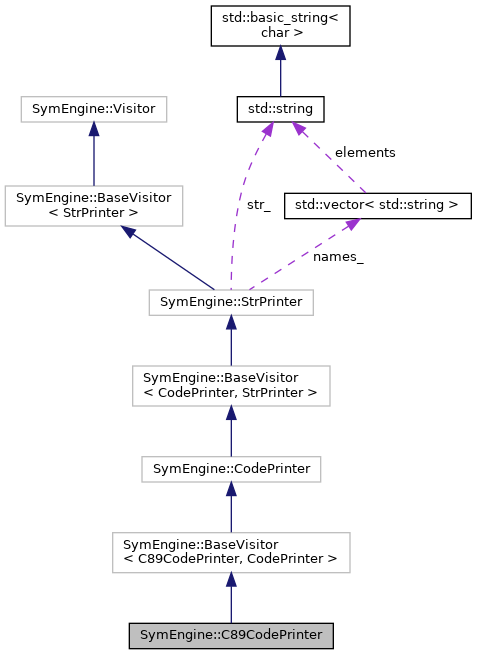 std::basic_string<
char >
SymEngine::Visitor
std::string
elements
SymEngine::BaseVisitor
< StrPrinter >
str_
std::vector< std::string >
names_
SymEngine::StrPrinter
SymEngine::BaseVisitor
< CodePrinter, StrPrinter >
SymEngine::CodePrinter
SymEngine::BaseVisitor
< C89CodePrinter, CodePrinter >
SymEngine::C89CodePrinter